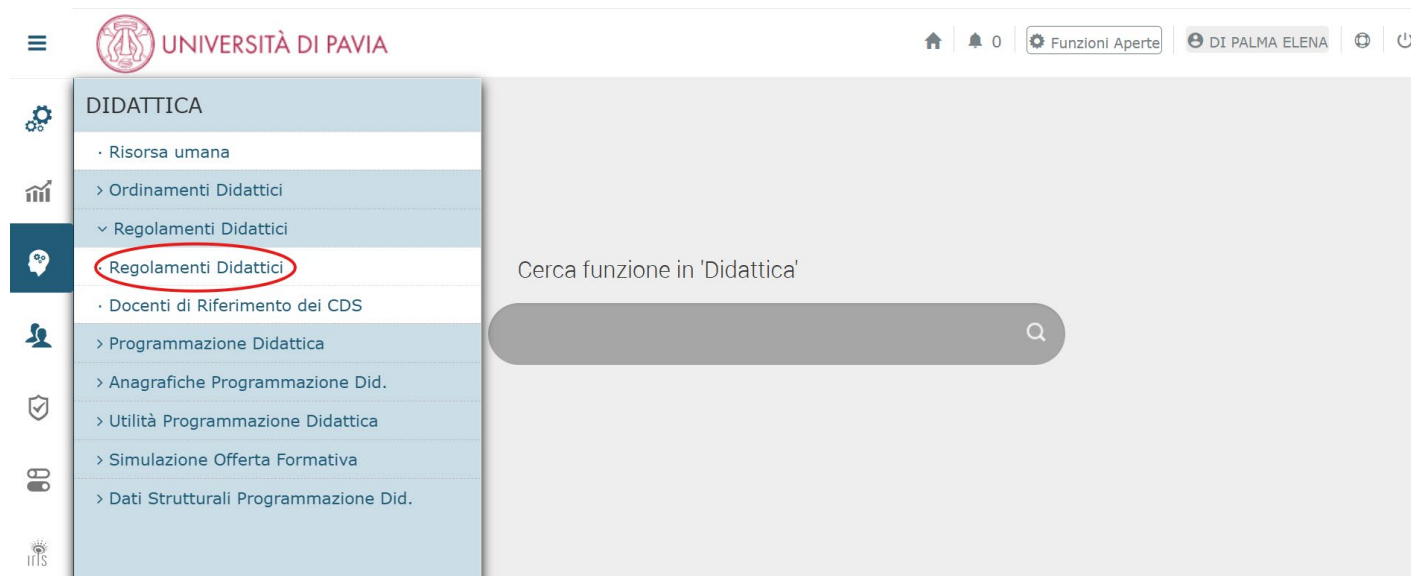 UNIVERSITÀ DI PAVIA
0
Funzioni Aperte
DI PALMA ELENA
DIDATTICA
· Risorsa umana
> Ordinamenti Didattici
Regolamenti Didattici
· Regolamenti Didattici
· Docenti di Riferimento dei CDS
> Programmazione Didattica
> Anagrafiche Programmazione Did.
> Utilità Programmazione Didattica
> Simulazione Offerta Formativa
> Dati Strutturali Programmazione Did.
Cerca funzione in 'Didattica'
IrIS